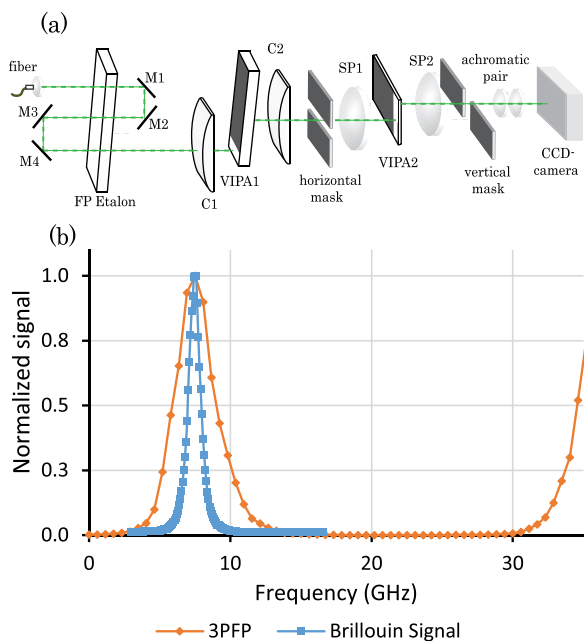 (a)
fiber
M1
M2
M3
M4
FP Etalon
C1
VIPA1
C2
horizontal
mask
SP1
VIPA2
SP2
achromatic
pair
vertical
mask
CCD-
camera
(b)
Normalized signal
1.0
0.8
0.5
0.3
0.0
0
10
20
30
Frequency (GHz)
3PFP
Brillouin Signal